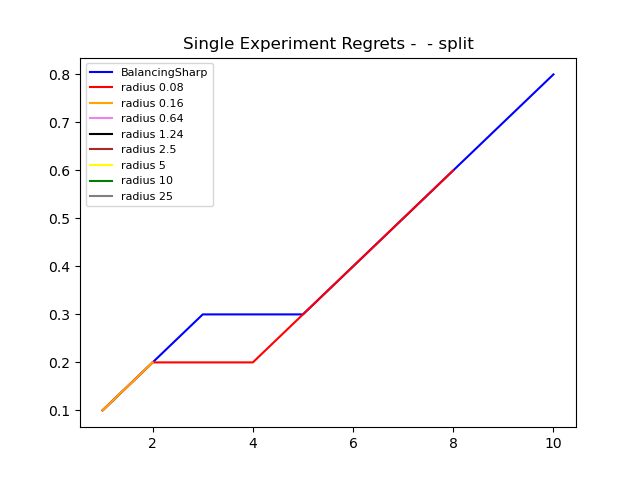 Single Experiment Regrets -  - split
BalancingSharp
radius 0.08
radius 0.16
radius 0.64
radius 1.24
radius 2.5
radius 5
radius 10
radius 25
0.8
0.7
0.6
0.5
0.4
0.3
0.2
0.1
2 4 6 8 10